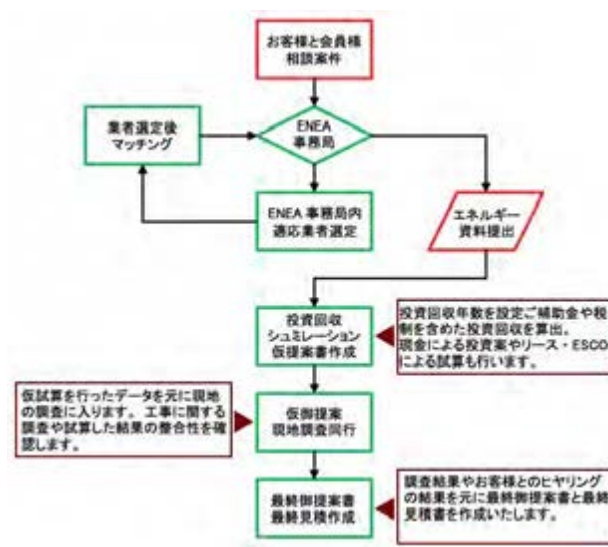 お客様と会員様
相談案件
業者選定後
マッチング
ENEA
事務局
ENEA 事務局内
適応業者選定
エネルギー
資料提出
投資回収
シュミレーション
仮提案書作成
投資回収年数を設定ご補助金や税
制を含めた投資回収を算出。
現金による投資案やリース・ESCO
による試算も行います。
仮試算を行ったデータを元に現地
の調査に入ります。工事に関する
調査や試算した結果の整合性を確
認します。
仮御提案
現地調査同行
最終御提案書
最終見積作成
調査結果やお客様とのヒヤリング
の結果を元に最終御提案書と最終
見積書を作成いたします。